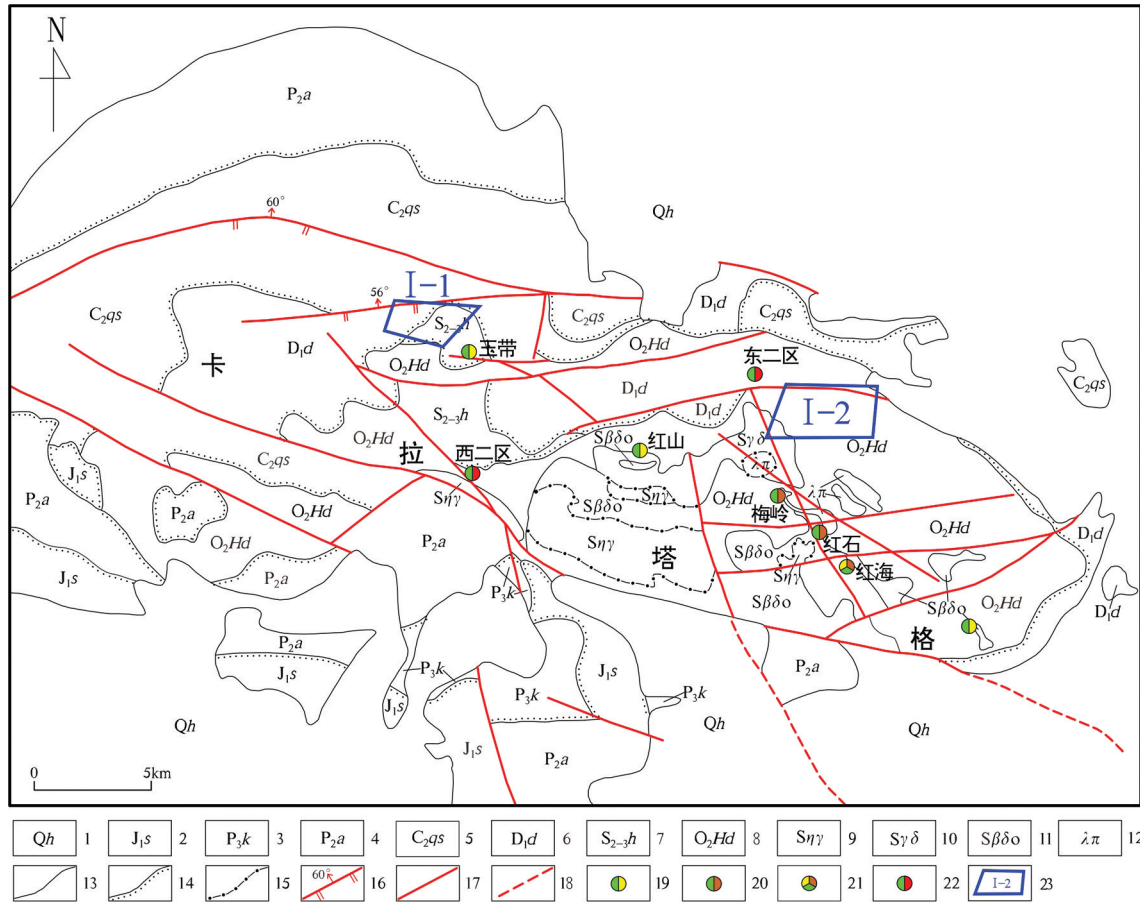 N
P₂a
C₂qs
Qh
60°
I-1
56°
D₁d
C₂qs
C₂qs
S₂₋₃h
C₂qs
O₂Hd
玉带
卡
D₁d
O₂Hd
东二区
C₂qs
D₁d
D₁d
I-2
S₂₋₃h
Sβδο
红山
Sγδ
O₂Hd
O₂Hd
拉
西二区
λπ
C₂qs
J₁s
Sηγ
Sηγ
O₂Hd
λπ
P₂a
P₂a
O₂Hd
Sβδο
梅岭
O₂Hd
D₁d
O₂Hd
P₂a
Sηγ
塔
Sβδο
红石
J₁s
P₂a
Sηγ
红海
P₃k
Sβδο
Sβδο
O₂Hd
D₁d
P₂a
格
J₁s
P₃k
J₁s
P₂a
P₃k
P₃k
J₁s
Qh
Qh
Qh
J₁s
P₂a
0 5km
Qh 1 J₁s 2 P₃k 3 P₂a 4 C₂qs 5 D₁d 6 S₂₋₃h 7 O₂Hd 8 Sηγ 9 Sγδ 10 Sβδο 11 λπ 12
13 14 15 60° 16 17 18 19 20 21 22 I-2 23